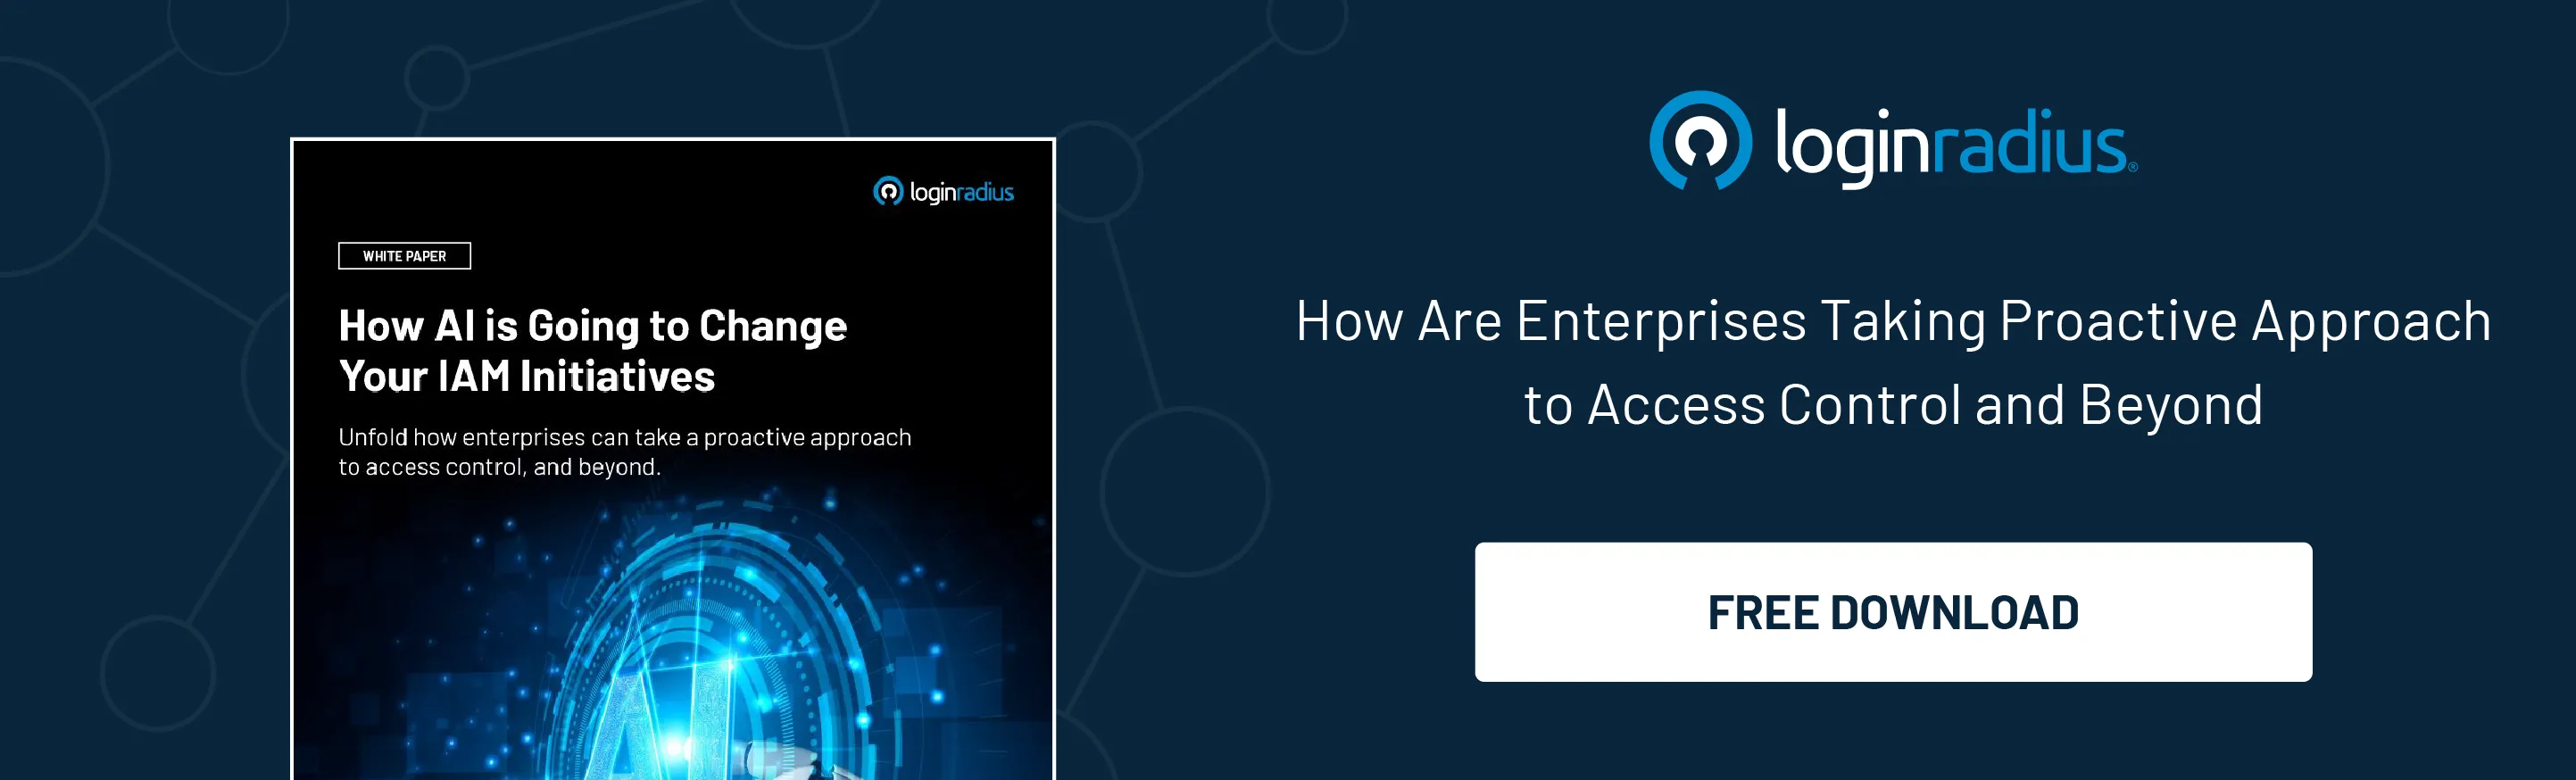 loginradius
WHITE PAPER
How AI is Going to Change
Your IAM Initiatives
Unfold how enterprises can take a proactive approach
to access control, and beyond.
AI
loginradius®
How Are Enterprises Taking Proactive Approach
to Access Control and Beyond
FREE DOWNLOAD